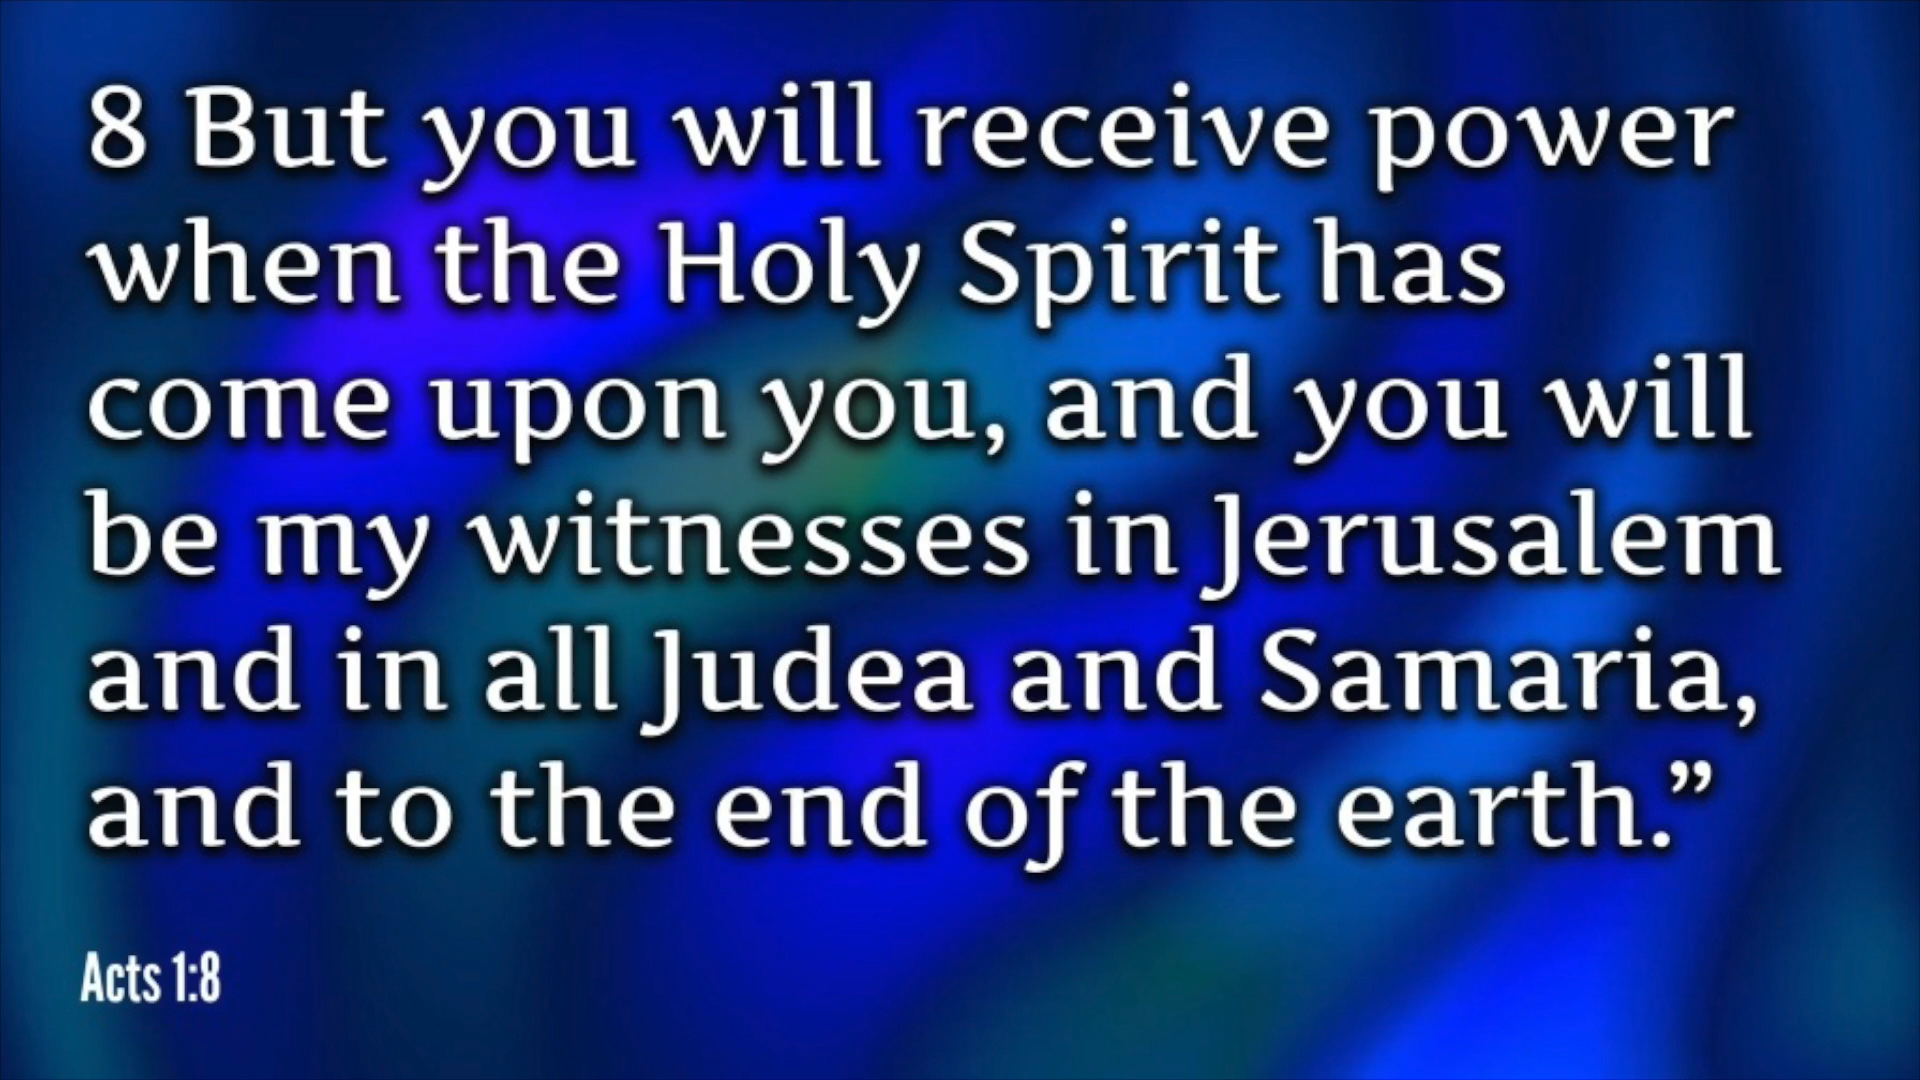 8 But you will receive power
when the Holy Spirit has
come upon you, and you will
be my witnesses in Jerusalem
and in all Judea and Samaria,
and to the end of the earth.”
Acts 1:8